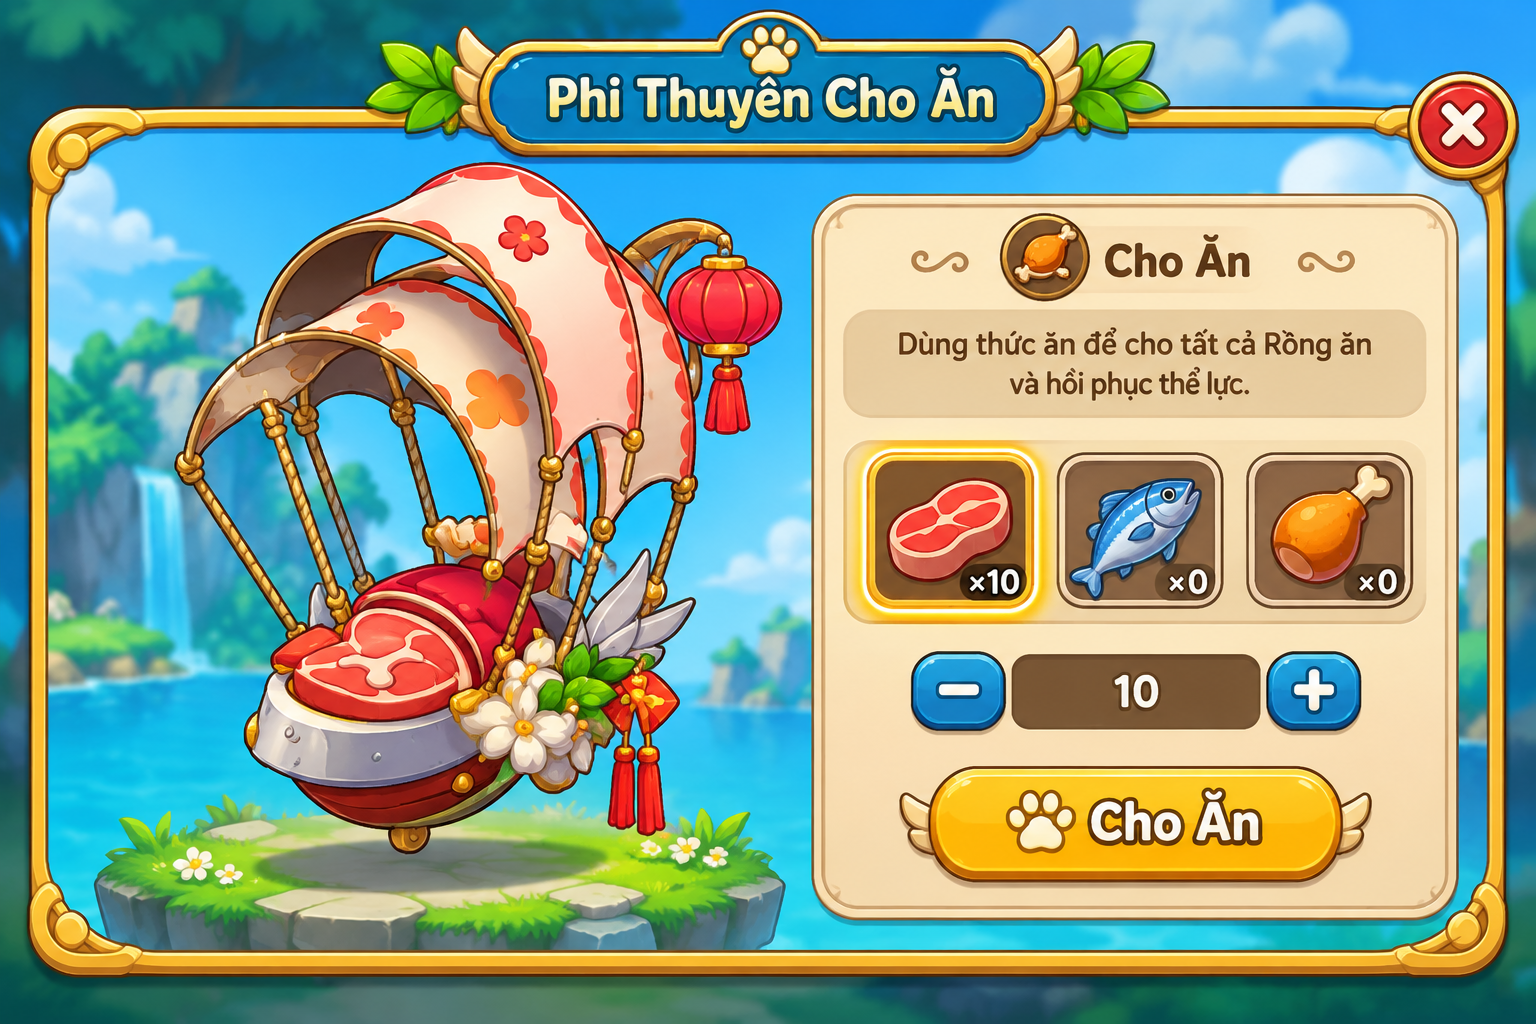 Phi Thuyên Cho Ăn
Cho Ăn
Dùng thức ăn để cho tất cả Rồng ăn
và hồi phục thể lực.
×10
×0
×0
10
Cho Ăn